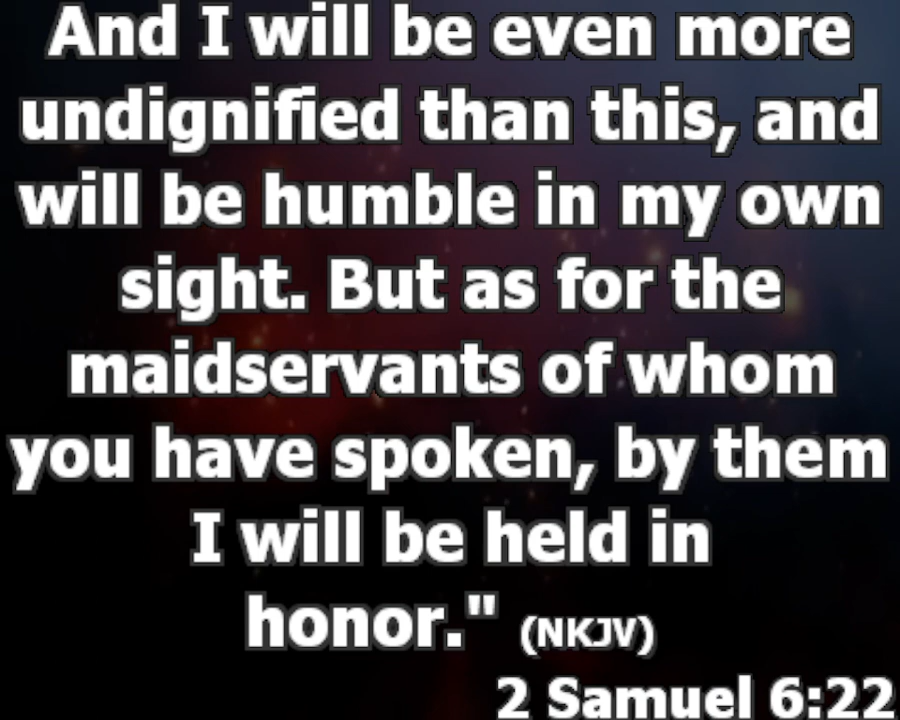 And I will be even more
undignified than this, and
will be humble in my own
sight. But as for the
maidservants of whom
you have spoken, by them
I will be held in
honor." (NKJV)
2 Samuel 6:22